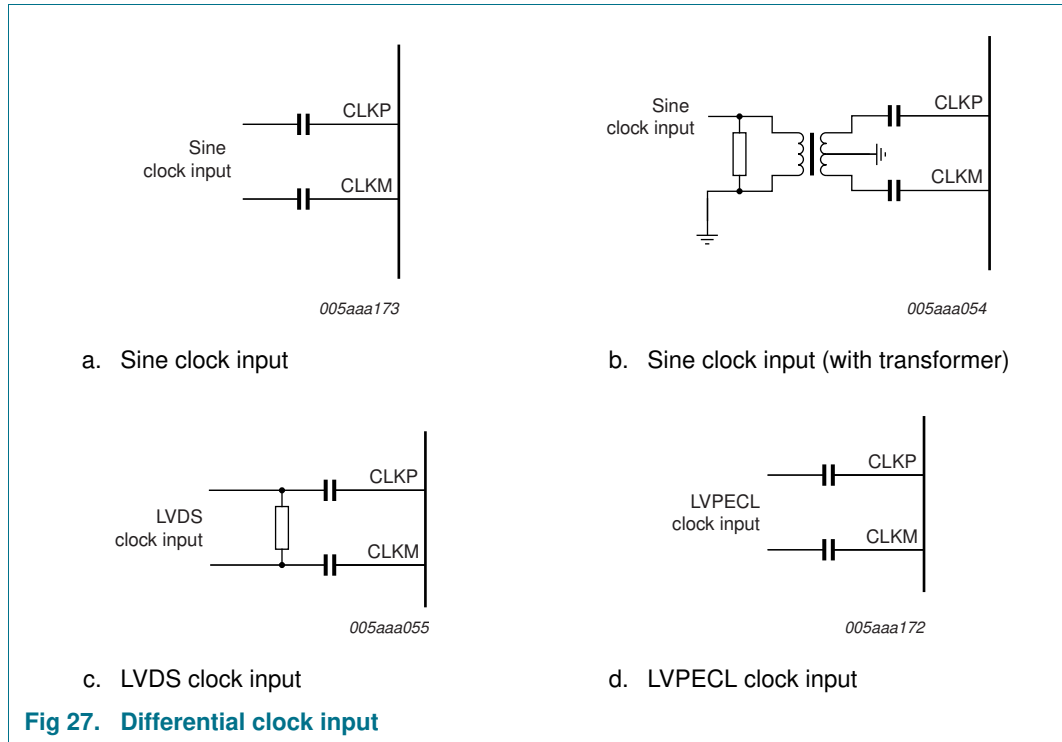 CLKP
Sine
clock input
CLKM
005aaa173
a. Sine clock input
Sine
clock input
CLKP
CLKM
005aaa054
b. Sine clock input (with transformer)
LVDS
clock input
CLKP
CLKM
005aaa055
c. LVDS clock input
LVPECL
clock input
CLKP
CLKM
005aaa172
d. LVPECL clock input
Fig 27. Differential clock input